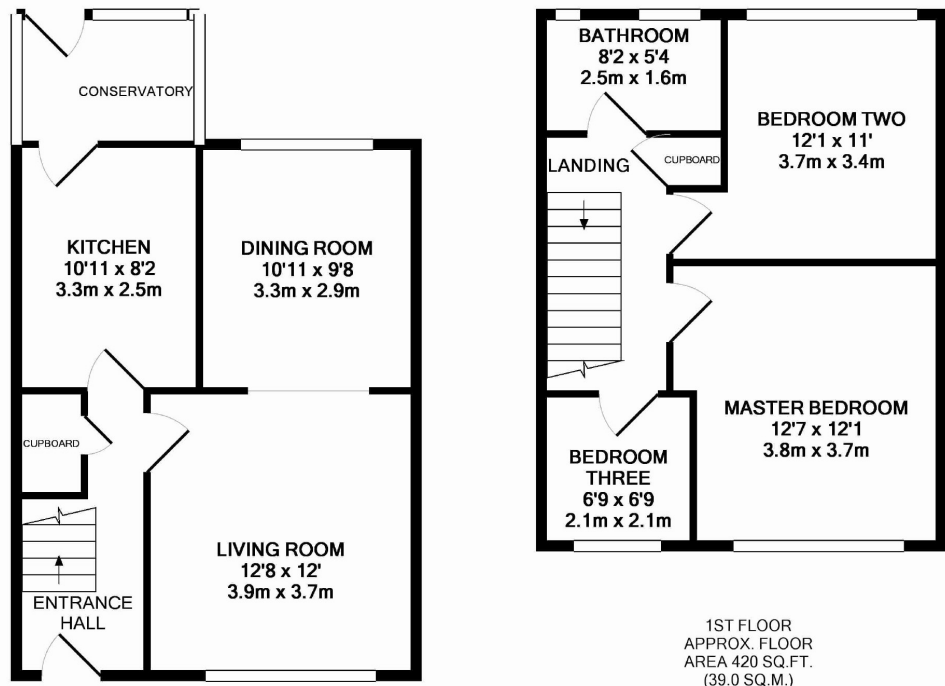 CONSERVATORY
KITCHEN
10'11 x 8'2
3.3m x 2.5m
DINING ROOM
10'11 x 9'8
3.3m x 2.9m
CUPBOARD
LIVING ROOM
12'8 x 12'
3.9m x 3.7m
ENTRANCE
HALL
BATHROOM
8'2 x 5'4
2.5m x 1.6m
BEDROOM TWO
12'1 x 11'
3.7m x 3.4m
LANDING
CUPBOARD
MASTER BEDROOM
12'7 x 12'1
3.8m x 3.7m
BEDROOM
THREE
6'9 x 6'9
2.1m x 2.1m
1ST FLOOR
APPROX. FLOOR
AREA 420 SQ.FT.
(39.0 SQ.M.)